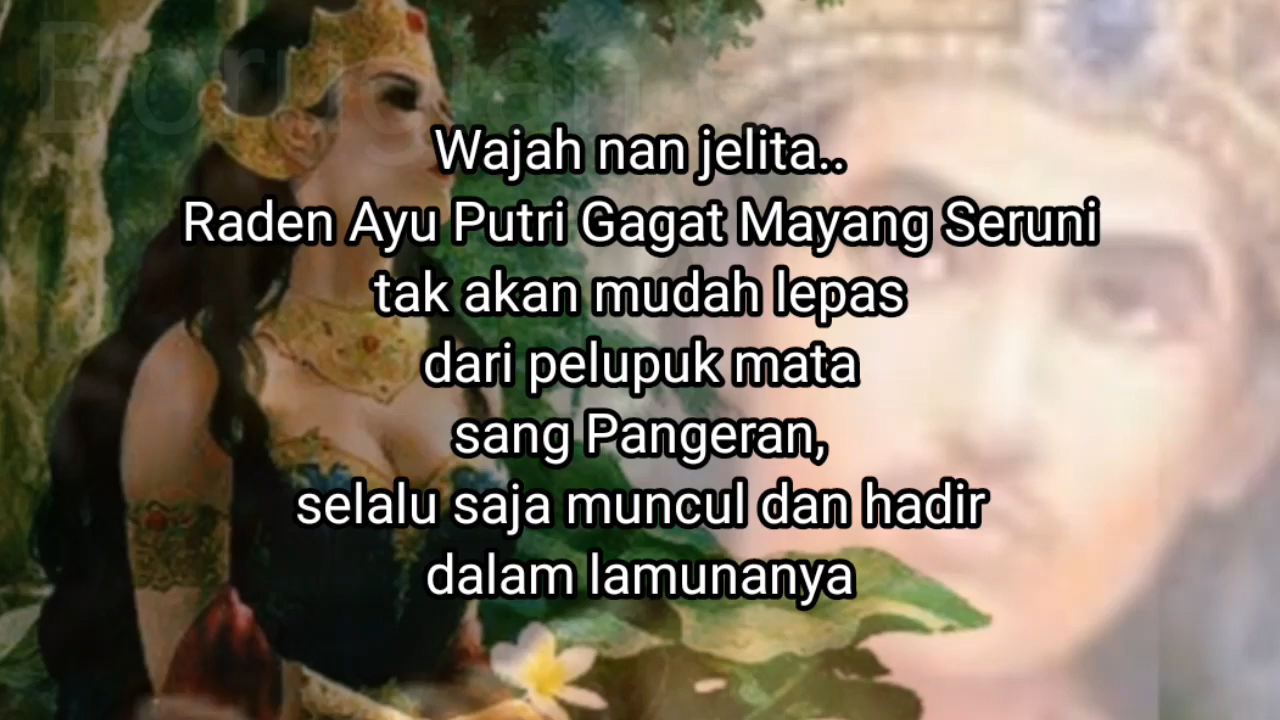 Wajah nan jelita..
Raden Ayu Putri Gagat Mayang Seruni
tak akan mudah lepas
dari pelupuk mata
sang Pangeran,
selalu saja muncul dan hadir
dalam lamunanya